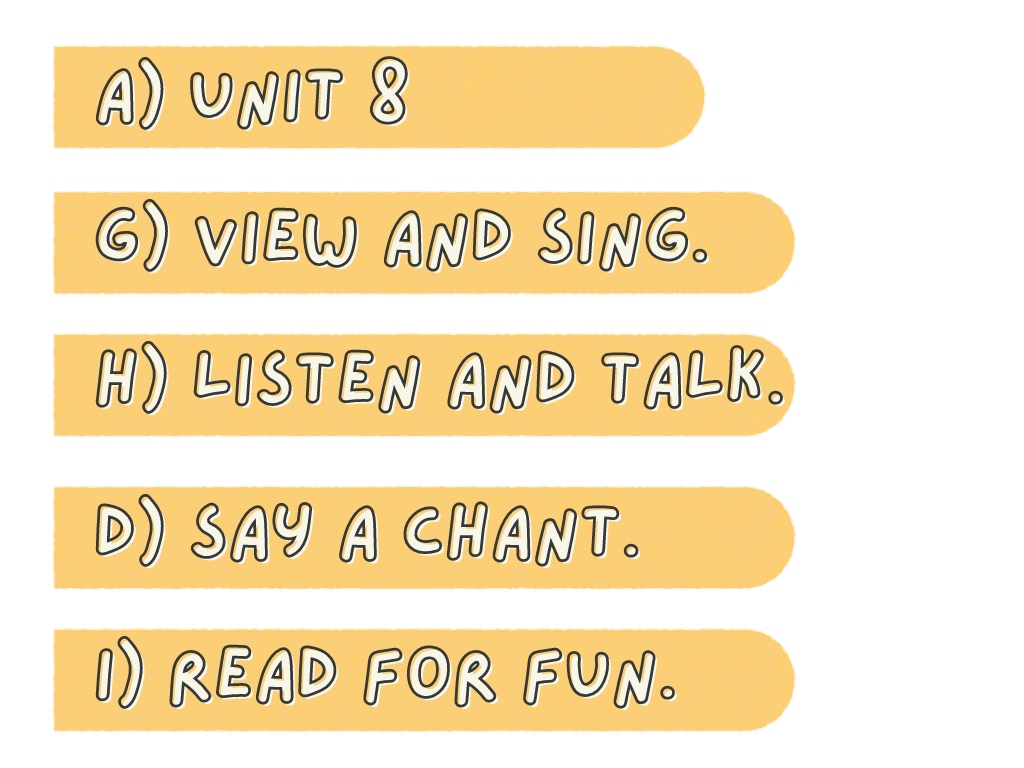 A) UNIT 8
G) VIEW AND SING.
H) LISTEN AND TALK.
D) SAY A CHANT.
I) READ FOR FUN.